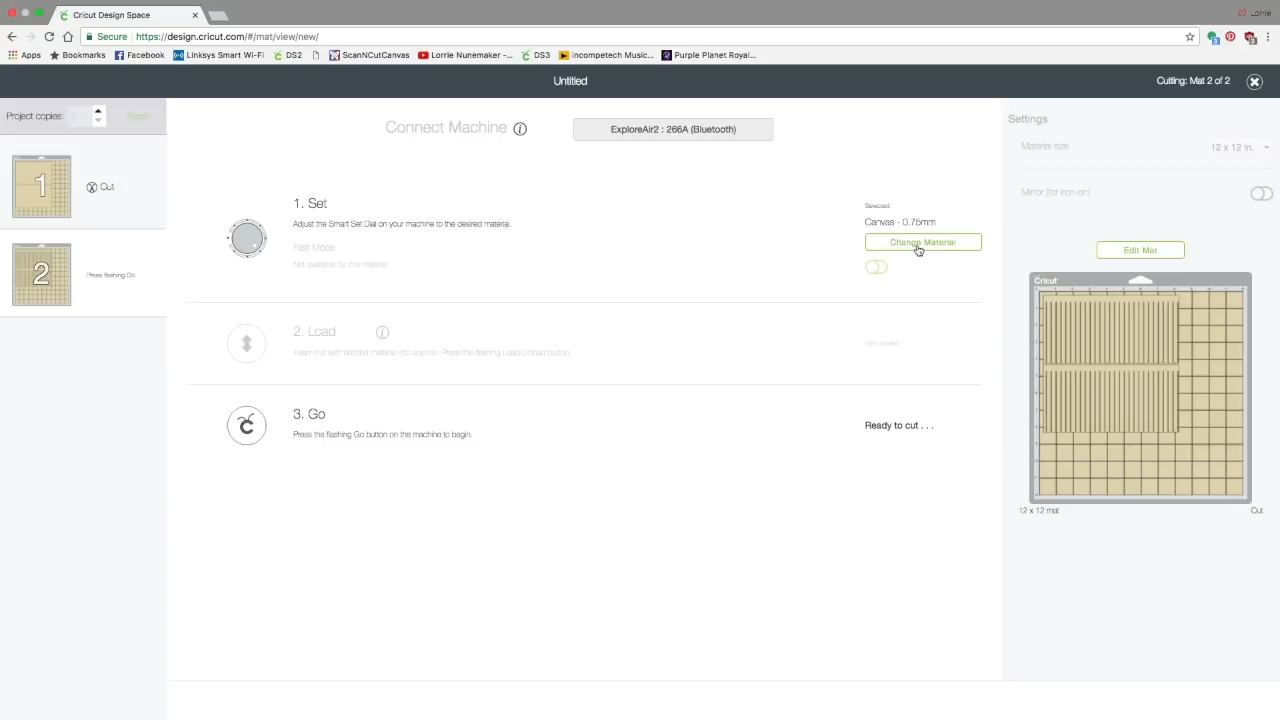 Cricut Design Space
Lorrie
Secure https://design.cricut.com/#/mat/view/new/
Apps Bookmarks Facebook Linksys Smart Wi-Fi DS2 ScanNCutCanvas Lorrie Nunemaker -... DS3 incompetech Music... Purple Planet Royal...
Untitled
Cutting: Mat 2 of 2
Project copies: 1 Apply
1 Cut
2 Press flashing Go
Connect Machine
ExploreAir2 : 266A (Bluetooth)
1. Set
Adjust the Smart Set Dial on your machine to the desired material.
Fast Mode
Not available for this material
Selected:
Canvas - 0.75mm
Change Material
2. Load
Insert mat with desired material into position. Press the flashing Load/Unload button.
Mat Loaded
3. Go
Press the flashing Go button on the machine to begin.
Ready to cut . . .
Settings
Material size 12 x 12 in.
Mirror (for Iron-on)
Edit Mat
Cricut
12 x 12 mat
Cut